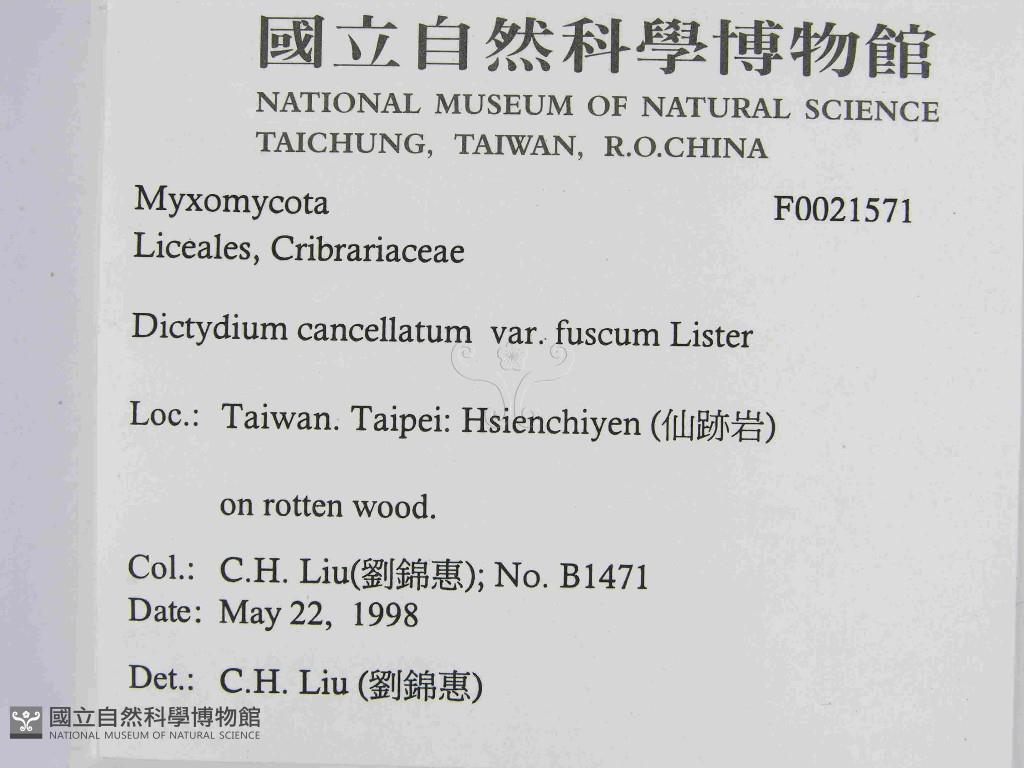 國立自然科學博物館
NATIONAL MUSEUM OF NATURAL SCIENCE
TAICHUNG, TAIWAN, R.O.CHINA
Myxomycota F0021571
Liceales, Cribrariaceae
Dictydium cancellatum var. fuscum Lister
Loc.: Taiwan. Taipei: Hsienchiyen (仙跡岩)
on rotten wood.
Col.: C.H. Liu(劉錦惠); No. B1471
Date: May 22, 1998
Det.: C.H. Liu (劉錦惠)
國立自然科學博物館
NATIONAL MUSEUM OF NATURAL SCIENCE